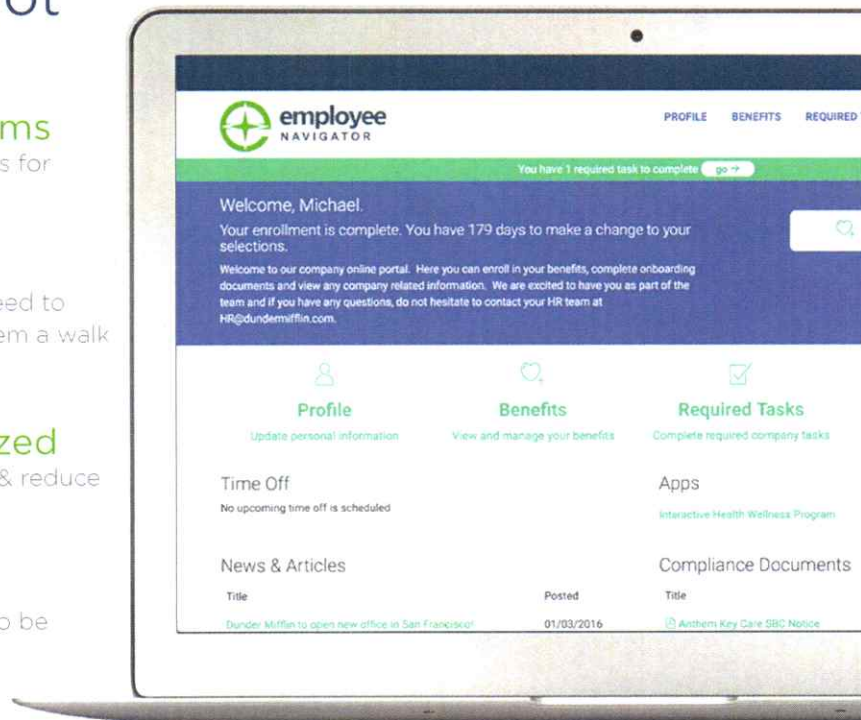 ot
ms
s for
eed to
em a walk
zed
& reduce
o be
employee
NAVIGATOR
PROFILE BENEFITS REQUIRED
You have 1 required task to complete go →
Welcome, Michael.
Your enrollment is complete. You have 179 days to make a change to your
selections.
Welcome to our company online portal. Here you can enroll in your benefits, complete onboarding
documents and view any company related information. We are excited to have you as
part of the
team and if you have any questions, do not hesitate to contact your HR team at
HR@dundermifflin.com.
Profile Benefits Required Tasks
Update personal information View and manage your benefits Complete required company tasks
Time Off
No upcoming time off is scheduled
Apps
Interactive Health Wellness Program
News & Articles
Title Posted
Dunder Mifflin to open new office in San Francisco! 01/03/2016
Compliance Documents
Title
Anthem Key Care SBC Notice